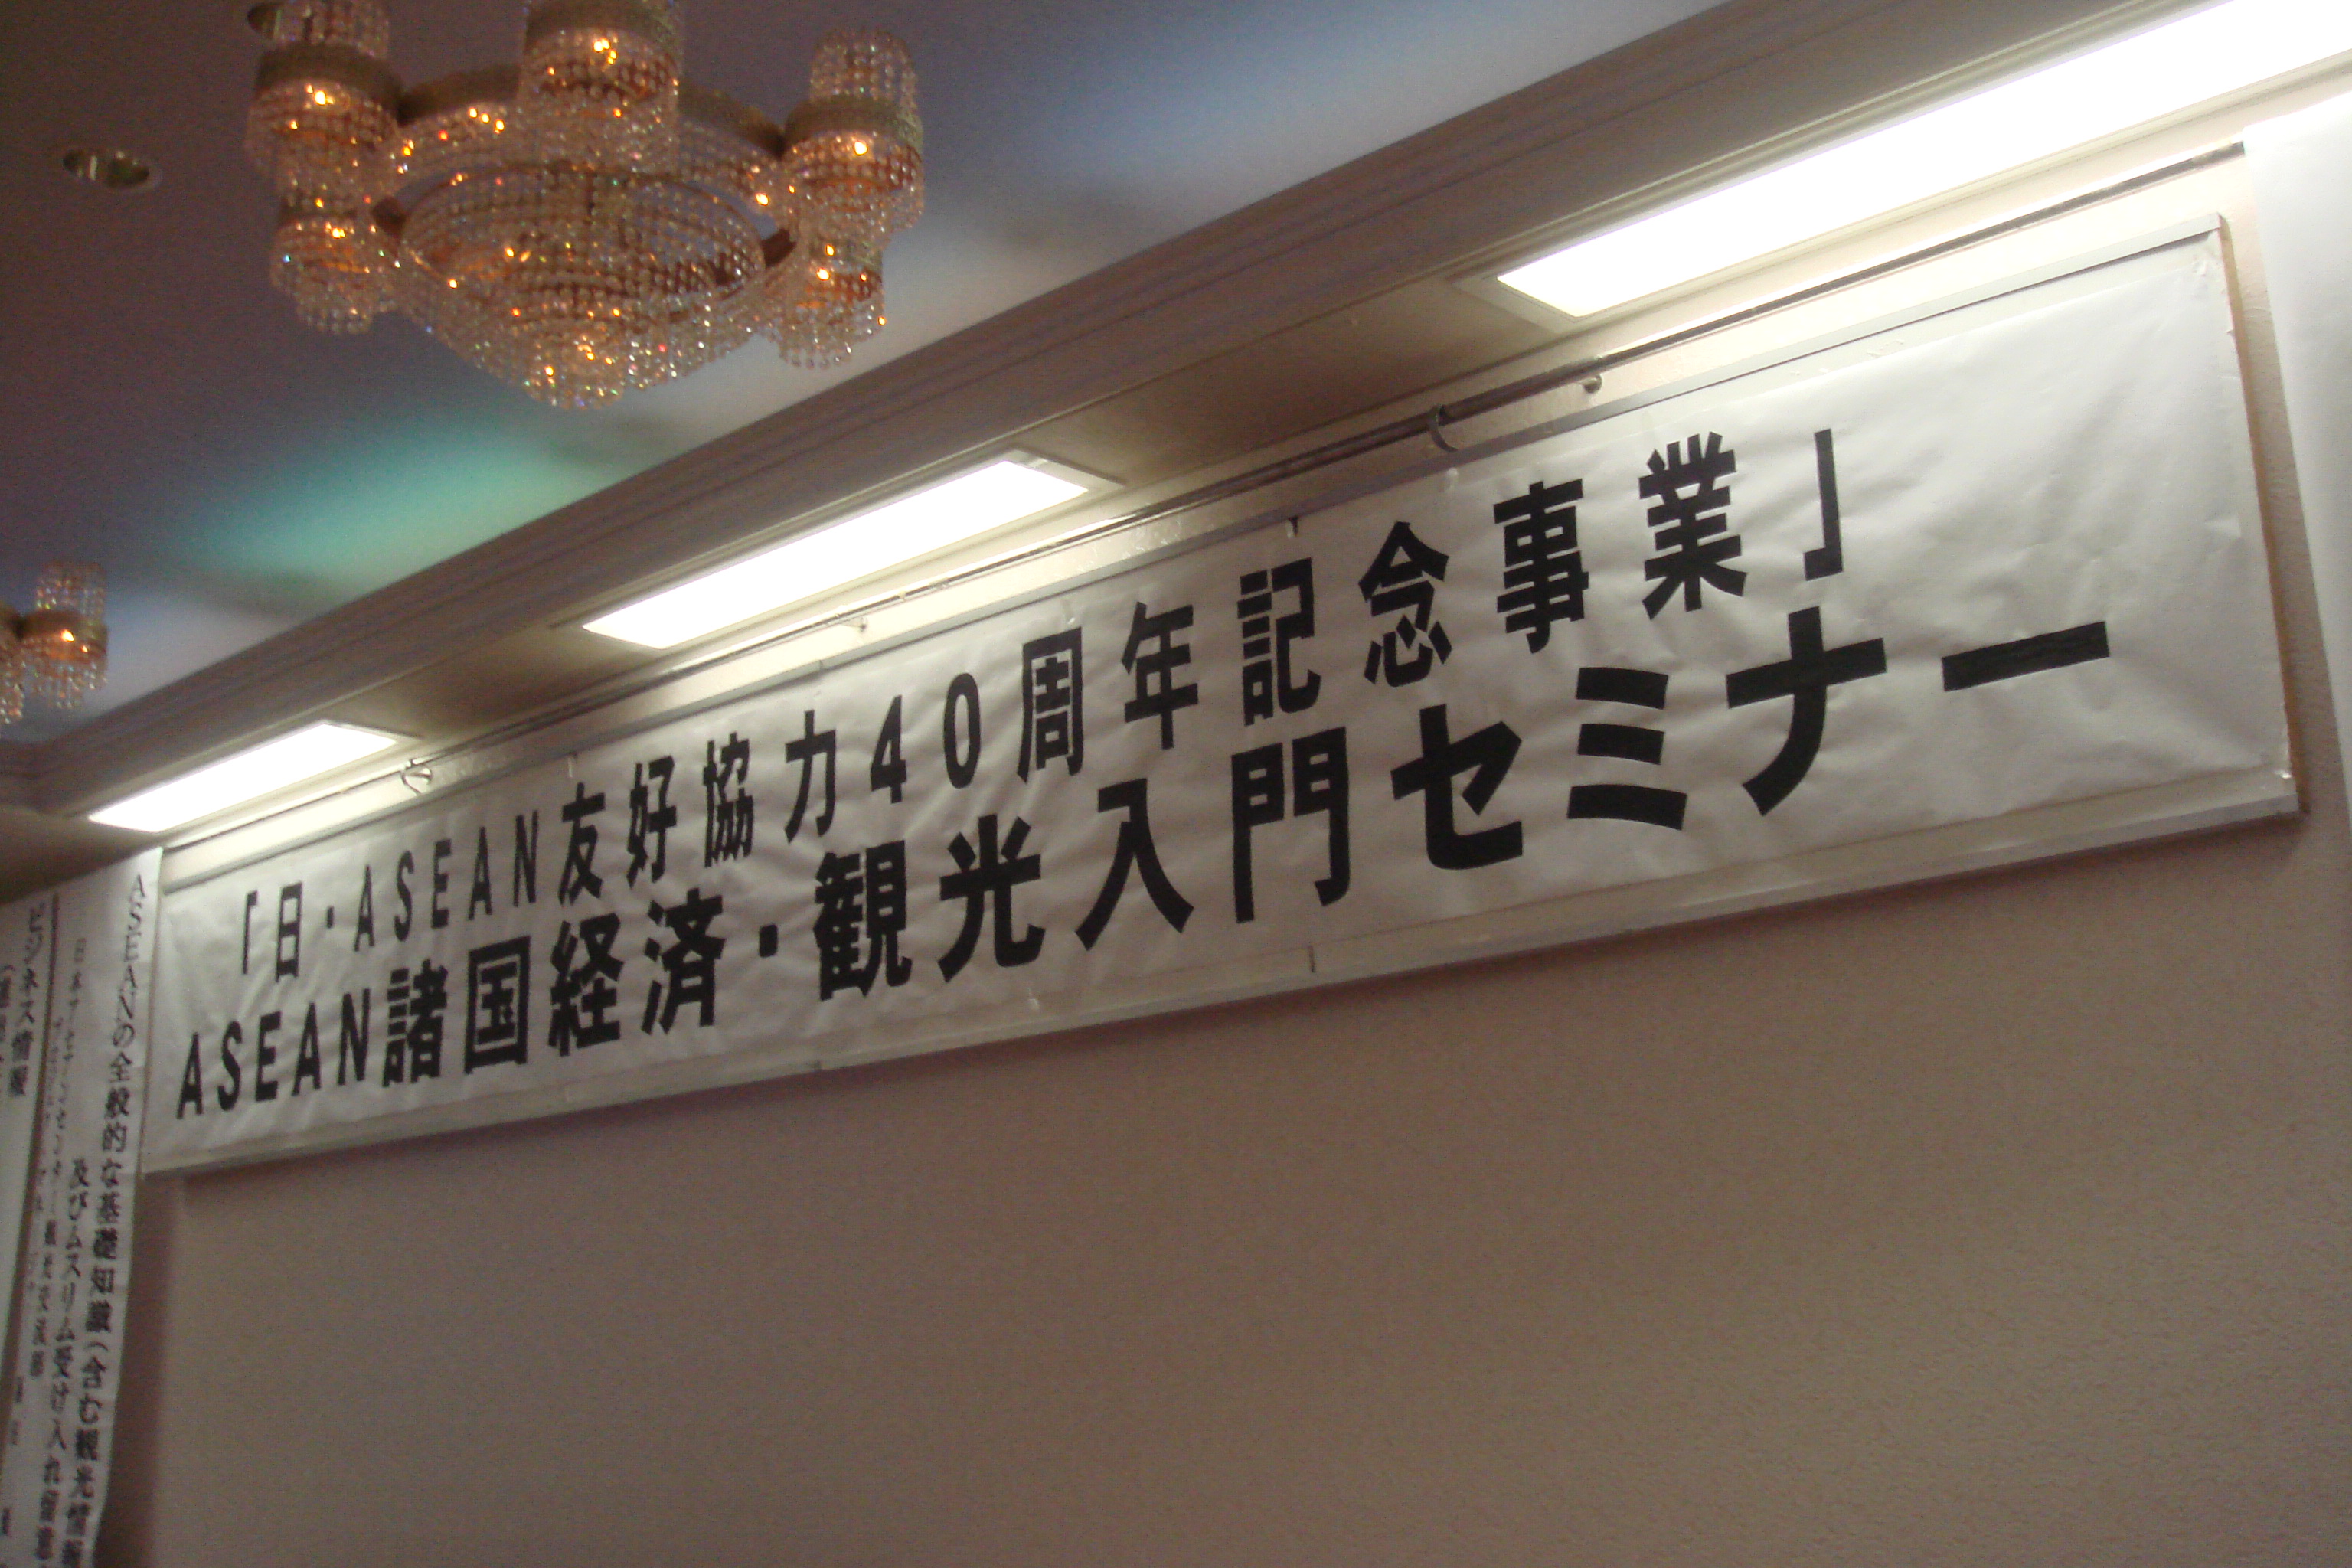 「日・ASEAN友好協力40周年記念事業」
ASEAN諸国経済・観光入門セミナー
ASEANの全般的な基礎知識(含む観光情報
及びムスリム受け入れ
ビジネス情報